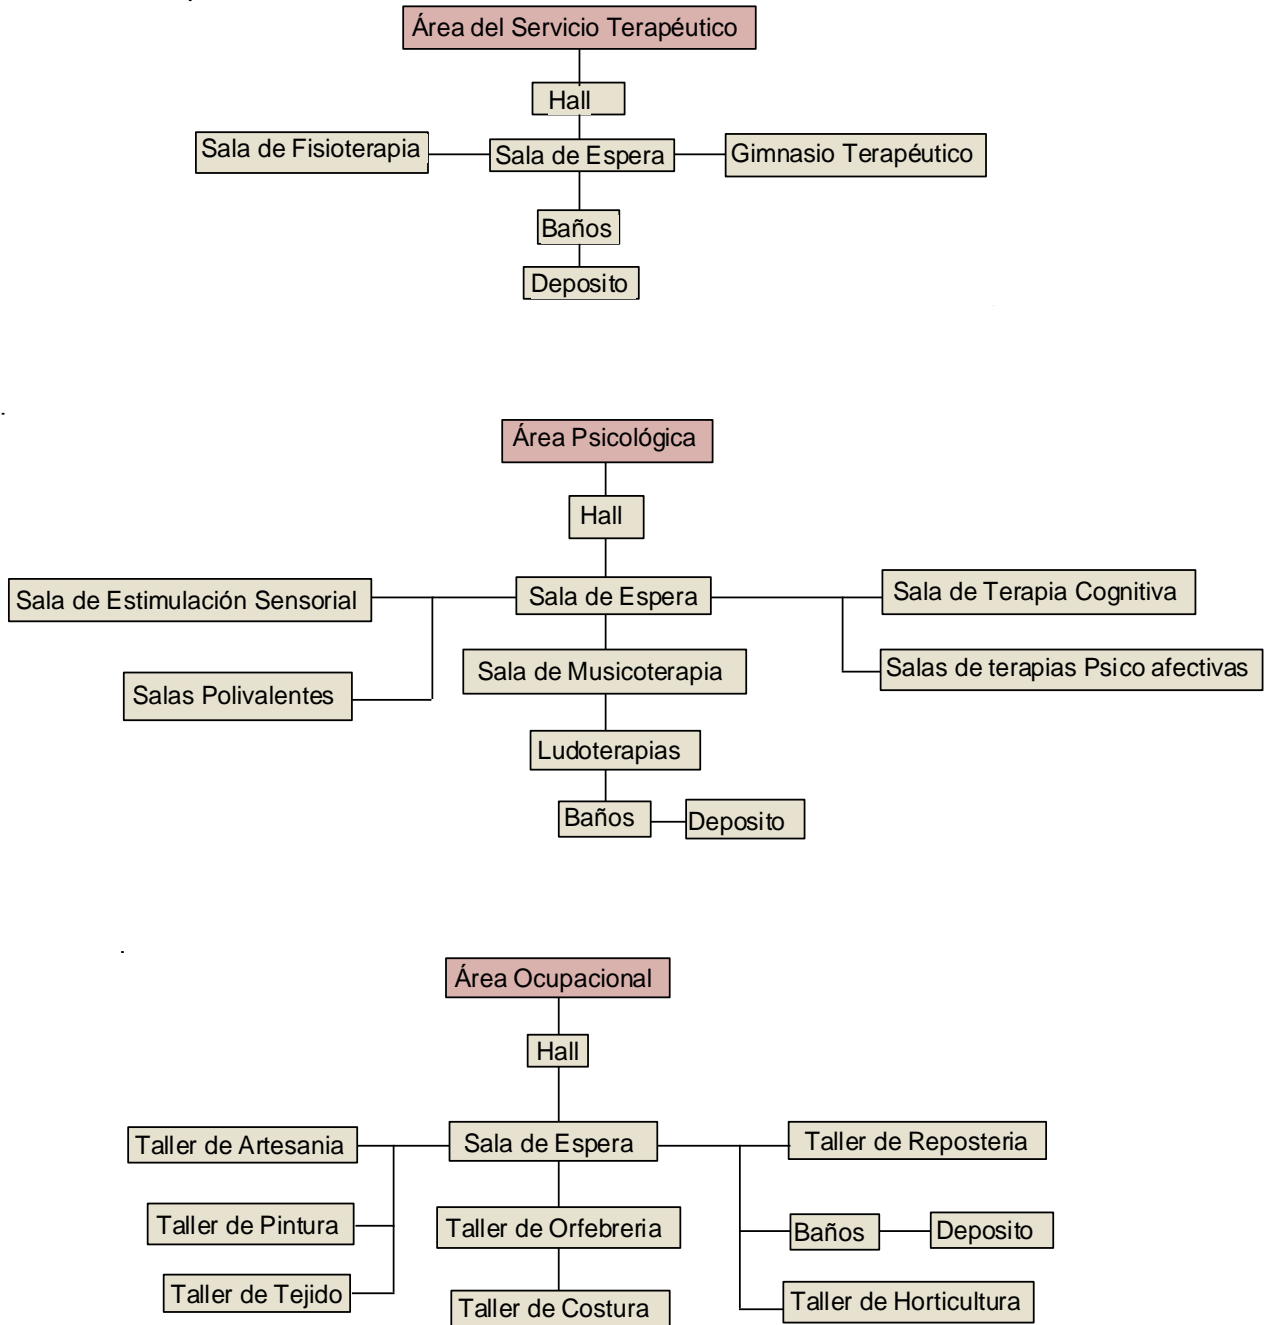 Área del Servicio Terapéutico
Hall
Sala de Fisioterapia
Sala de Espera
Gimnasio Terapéutico
Baños
Deposito
Área Psicológica
Hall
Sala de Estimulación Sensorial
Sala de Espera
Sala de Terapia Cognitiva
Sala de Musicoterapia
Salas de terapias Psico afectivas
Salas Polivalentes
Ludoterapias
Baños
Deposito
Área Ocupacional
Hall
Taller de Artesania
Sala de Espera
Taller de Reposteria
Taller de Pintura
Taller de Orfebreria
Baños
Deposito
Taller de Tejido
Taller de Costura
Taller de Horticultura